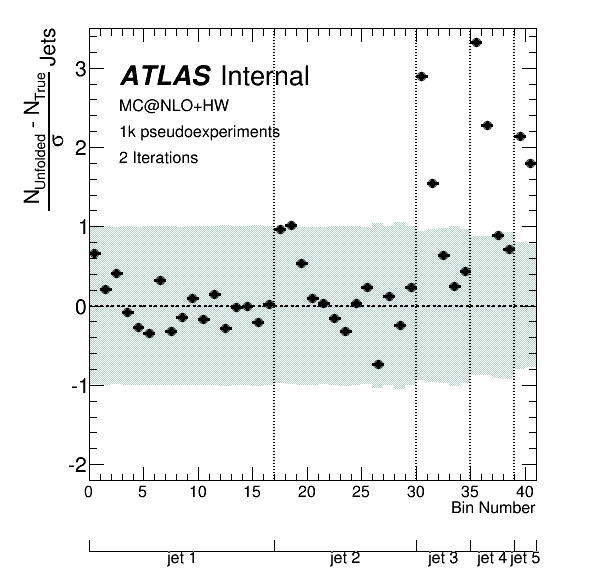 N_Unfolded - N_True Jets
σ
ATLAS Internal
MC@NLO+HW
1k pseudoexperiments
2 Iterations
3
2
1
0
-1
-2
0 5 10 15 20 25 30 35 40
Bin Number
jet 1 jet 2 jet 3 jet 4 jet 5